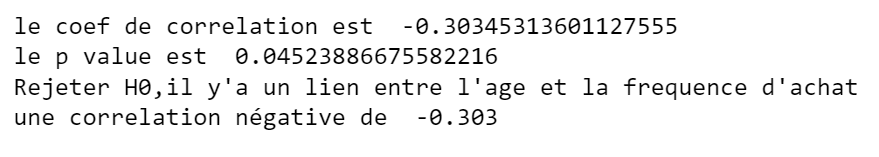 le coef de correlation est  -0.30345313601127555
le p value est  0.04523886675582216
Rejeter H0,il y'a un lien entre l'age et la frequence d'achat
une correlation négative de  -0.303